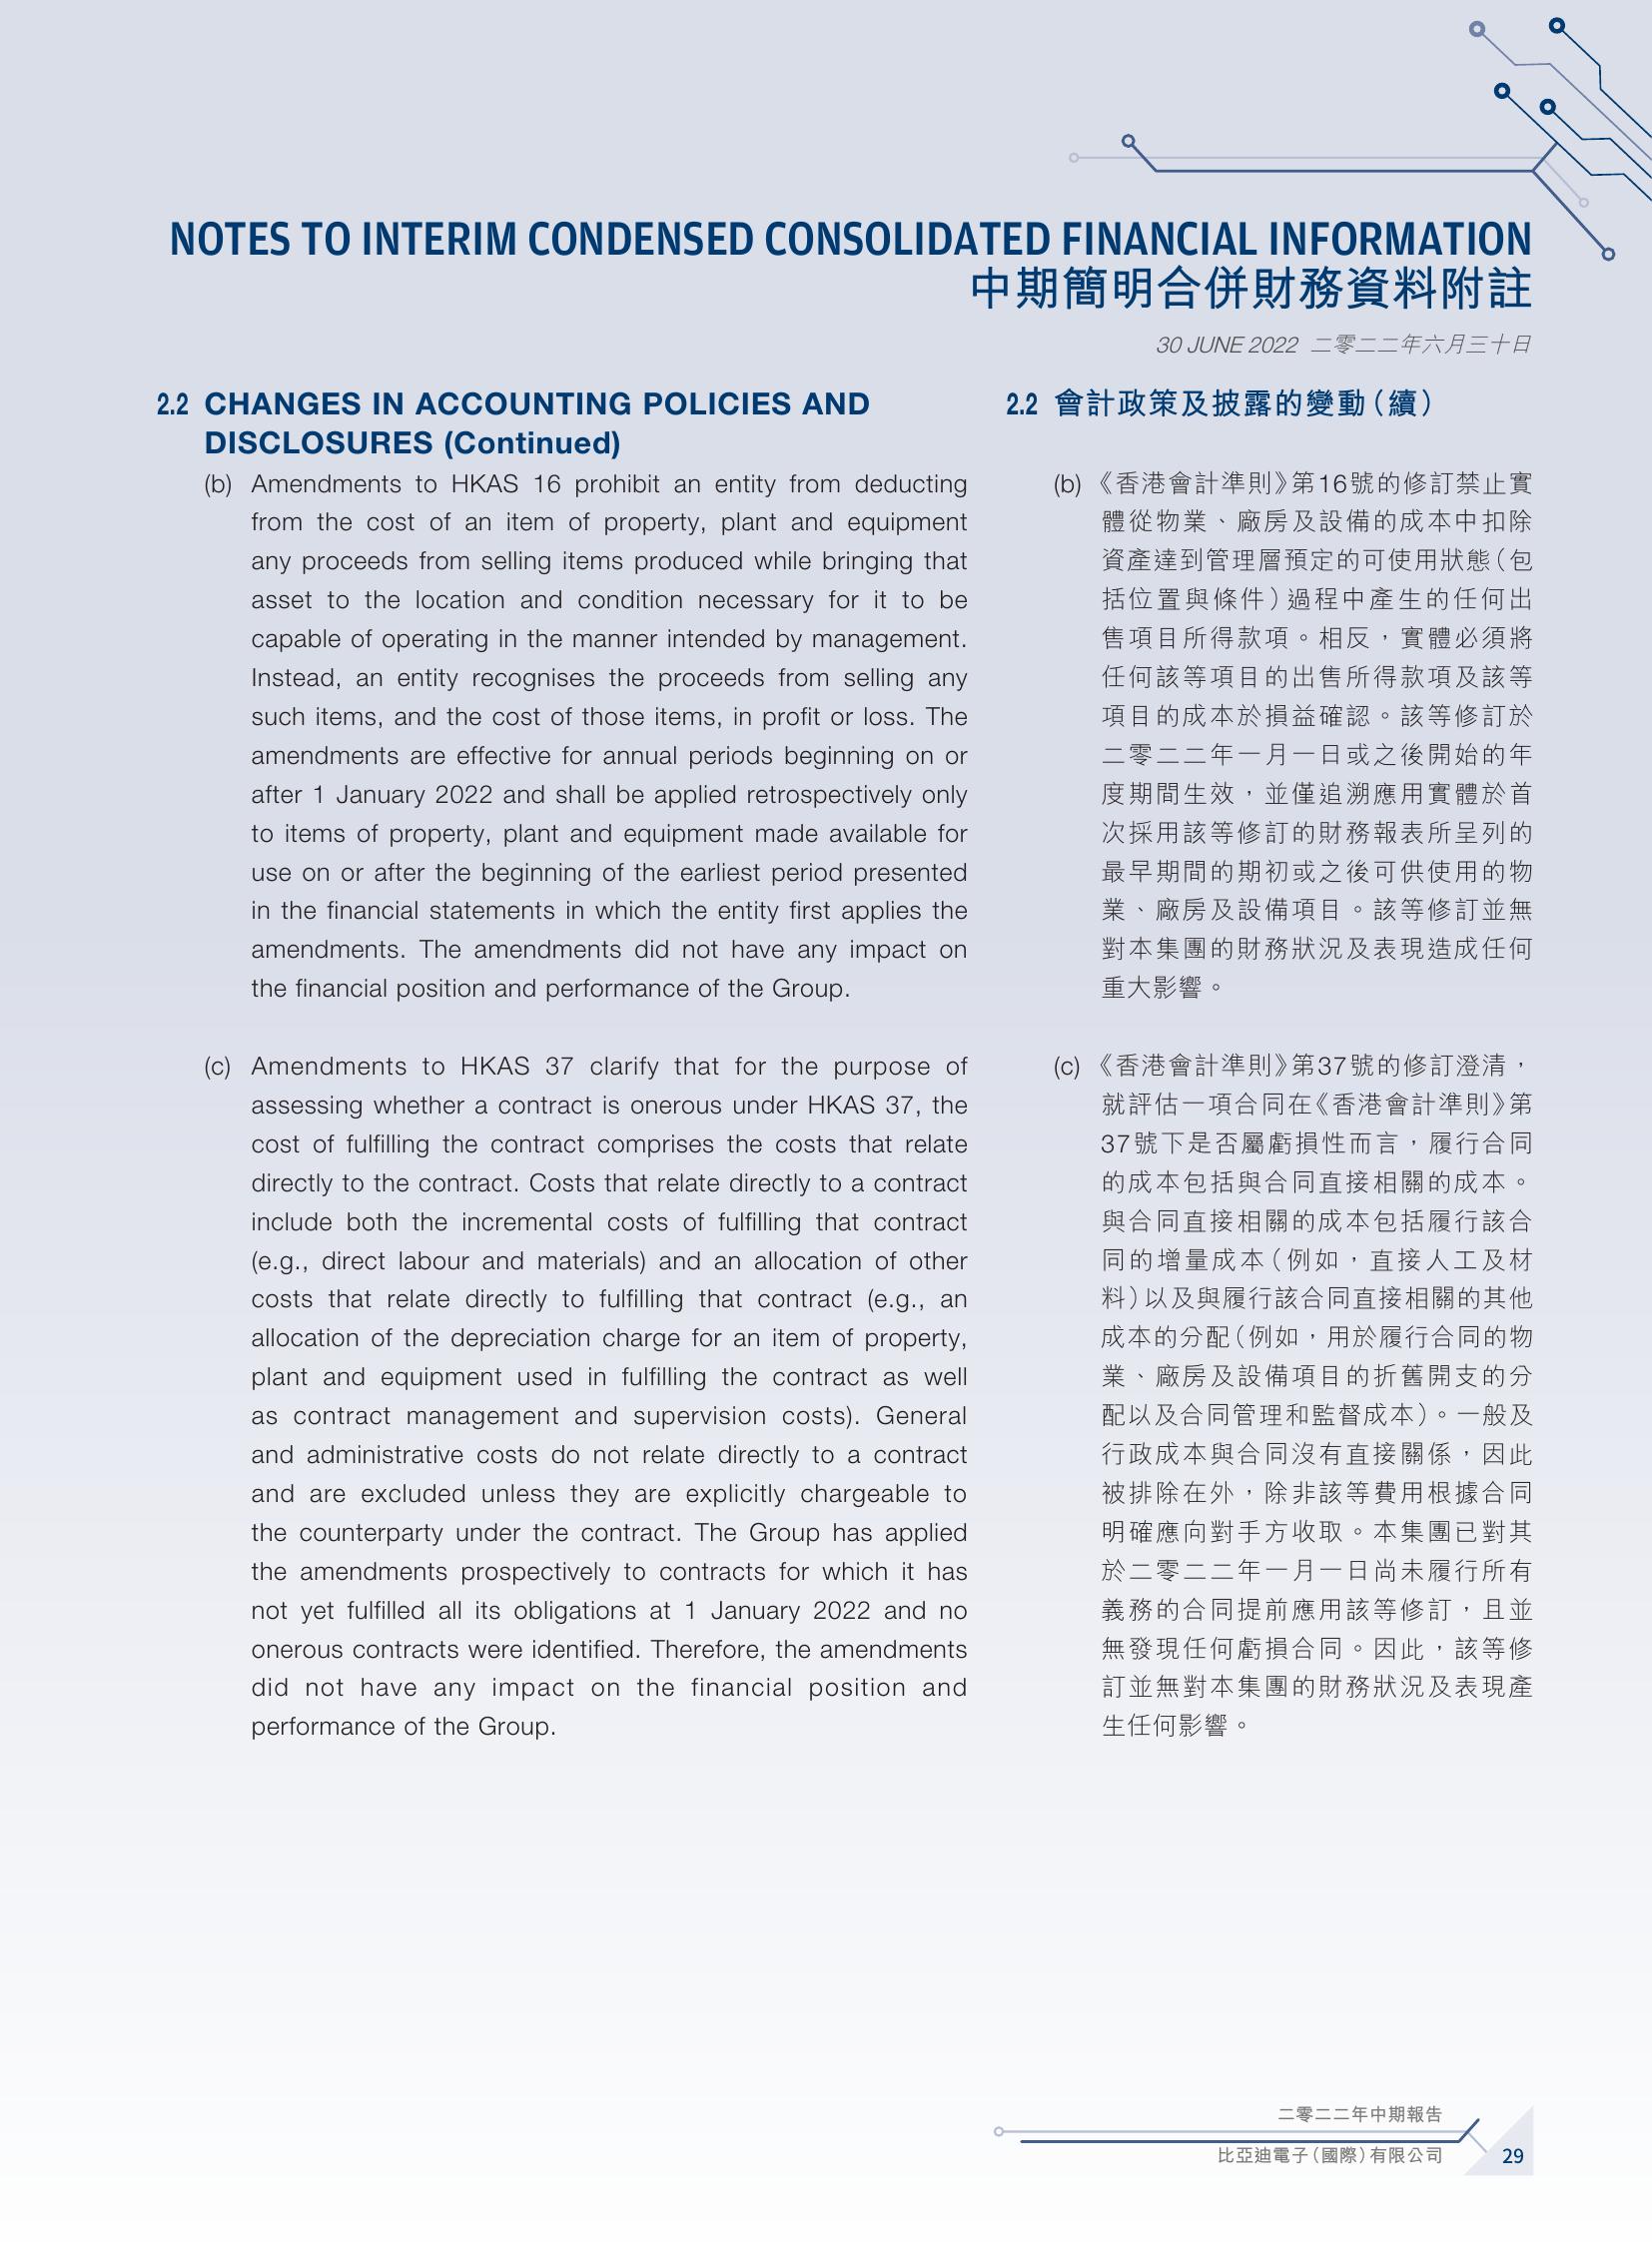 NOTES TO INTERIM CONDENSED CONSOLIDATED FINANCIAL INFORMATION
中期簡明合併財務資料附註
30 JUNE 2022 二零二二年六月三十日
2.2 CHANGES IN ACCOUNTING POLICIES AND
DISCLOSURES (Continued)
(b) Amendments to HKAS 16 prohibit an entity from deducting
from the cost of an item of property, plant and equipment
any proceeds from selling items produced while bringing that
asset to the location and condition necessary for it to be
capable of operating in the manner intended by management.
Instead, an entity recognises the proceeds from selling any
such items, and the cost of those items, in profit or loss. The
amendments are effective for annual periods beginning on or
after 1 January 2022 and shall be applied retrospectively only
to items of property, plant and equipment made available for
use on or after the beginning of the earliest period presented
in the financial statements in which the entity first applies the
amendments. The amendments did not have any impact on
the financial position and performance of the Group.
(c) Amendments to HKAS 37 clarify that for the purpose of
assessing whether a contract is onerous under HKAS 37, the
cost of fulfilling the contract comprises the costs that relate
directly to the contract. Costs that relate directly to a contract
include both the incremental costs of fulfilling that contract
(e.g., direct labour and materials) and an allocation of other
costs that relate directly to fulfilling that contract (e.g., an
allocation of the depreciation charge for an item of property,
plant and equipment used in fulfilling the contract as well
as contract management and supervision costs). General
and administrative costs do not relate directly to a contract
and are excluded unless they are explicitly chargeable to
the counterparty under the contract. The Group has applied
the amendments prospectively to contracts for which it has
not yet fulfilled all its obligations at 1 January 2022 and no
onerous contracts were identified. Therefore, the amendments
did not have any impact on the financial position and
performance of the Group.
2.2 會計政策及披露的變動（續）
(b) 《香港會計準則》第16號的修訂禁止實
體從物業、廠房及設備的成本中扣除
資產達到管理層預定的可使用狀態（包
括位置與條件）過程中產生的任何出
售項目所得款項。相反，實體必須將
任何該等項目的出售所得款項及該等
項目的成本於損益確認。該等修訂於
二零二二年一月一日或之後開始的年
度期間生效，並僅追溯應用實體於首
次採用該等修訂的財務報表所呈列的
最早期間的期初或之後可供使用的物
業、廠房及設備項目。該等修訂並無
對本集團的財務狀況及表現造成任何
重大影響。
(c) 《香港會計準則》第37號的修訂澄清，
就評估一項合同在《香港會計準則》第
37號下是否屬虧損性而言，履行合同
的成本包括與合同直接相關的成本。
與合同直接相關的成本包括履行該合
同的增量成本（例如，直接人工及材
料）以及與履行該合同直接相關的其他
成本的分配（例如，用於履行合同的物
業、廠房及設備項目的折舊開支的分
配以及合同管理和監督成本）。一般及
行政成本與合同沒有直接關係，因此
被排除在外，除非該等費用根據合同
明確應向對手方收取。本集團已對其
於二零二二年一月一日尚未履行所有
義務的合同提前應用該等修訂，且並
無發現任何虧損合同。因此，該等修
訂並無對本集團的財務狀況及表現產
生任何影響。
二零二二年中期報告
比亞迪電子（國際）有限公司
29